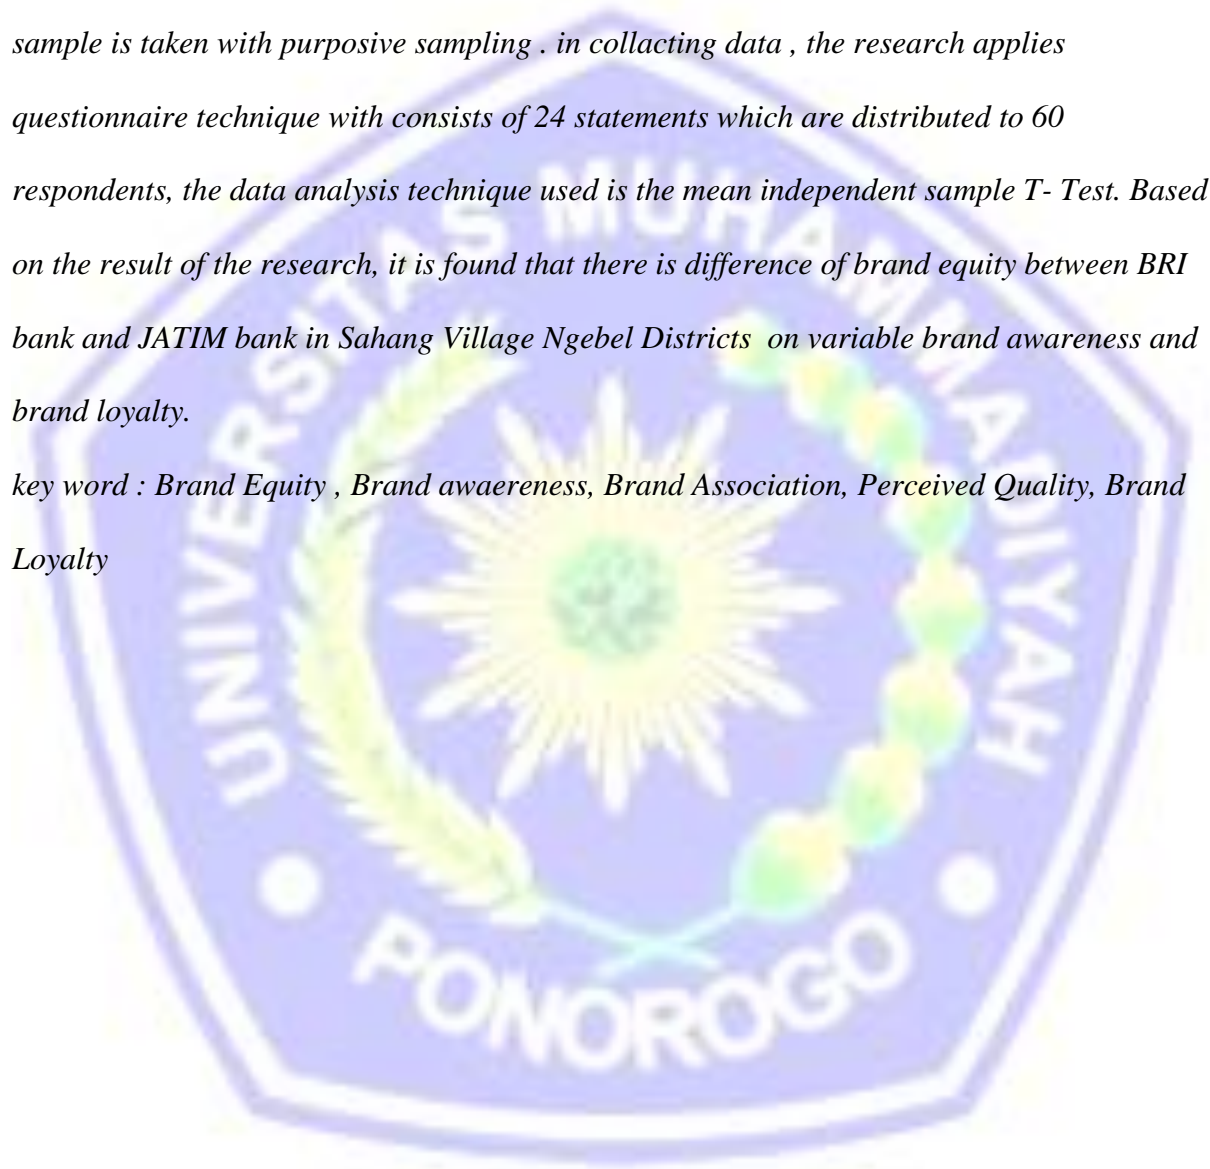 sample is taken with purposive sampling . in collacting data , the research applies
questionnaire technique with consists of 24 statements which are distributed to 60
respondents, the data analysis technique used is the mean independent sample T- Test. Based
on the result of the research, it is found that there is difference of brand equity between BRI
bank and JATIM bank in Sahang Village Ngebel Districts on variable brand awareness and
brand loyalty.
key word : Brand Equity , Brand awaereness, Brand Association, Perceived Quality, Brand
Loyalty
UNIVERSITAS MUHAMMADIYAH
PONOROGO